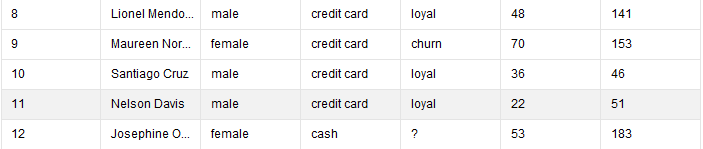 8 Lionel Mendo... male credit card loyal 48 141
9 Maureen Nor... female credit card churn 70 153
10 Santiago Cruz male credit card loyal 36 46
11 Nelson Davis male credit card loyal 22 51
12 Josephine O... female cash ? 53 183